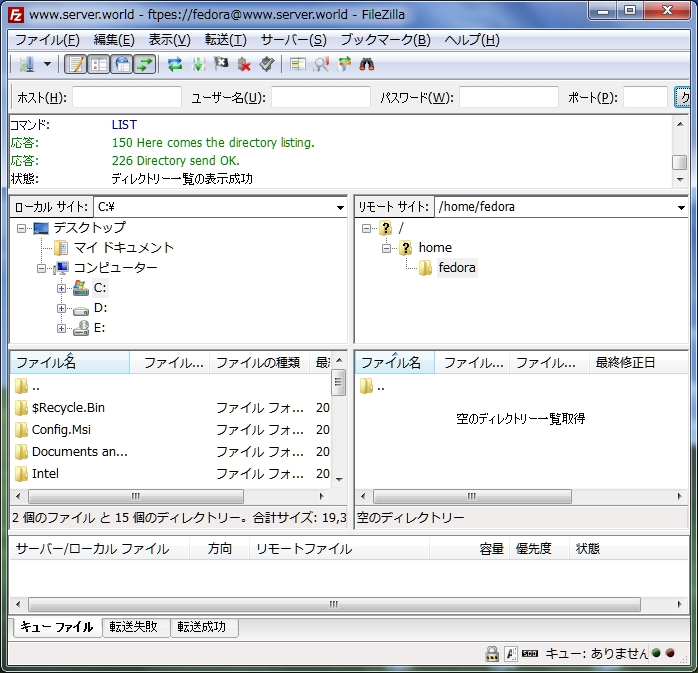 www.server.world - ftpes://fedora@www.server.world - FileZilla
ファイル(F) 編集(E) 表示(V) 転送(T) サーバー(S) ブックマーク(B) ヘルプ(H)
ホスト(H): ユーザー名(U): パスワード(W): ポート(P): ク
コマンド: LIST
応答: 150 Here comes the directory listing.
応答: 226 Directory send OK.
状態: ディレクトリー一覧の表示成功
ローカル サイト: C:¥
デスクトップ
マイ ドキュメント
コンピューター
C:
D:
E:
リモート サイト: /home/fedora
/
home
fedora
ファイル名 ファイル... ファイルの種類 最
..
$Recycle.Bin ファイル フォ... 20
Config.Msi ファイル フォ... 20
Documents an... ファイル フォ... 20
Intel ファイル フォ... 20
2 個のファイル と 15 個のディレクトリー。合計サイズ: 19,3
ファイル名 ファイル... ファイル... 最終修正日
..
空のディレクトリー一覧取得
空のディレクトリー
サーバー/ローカル ファイル 方向 リモートファイル 容量 優先度 状態
キュー ファイル 転送失敗 転送成功
キュー: ありません